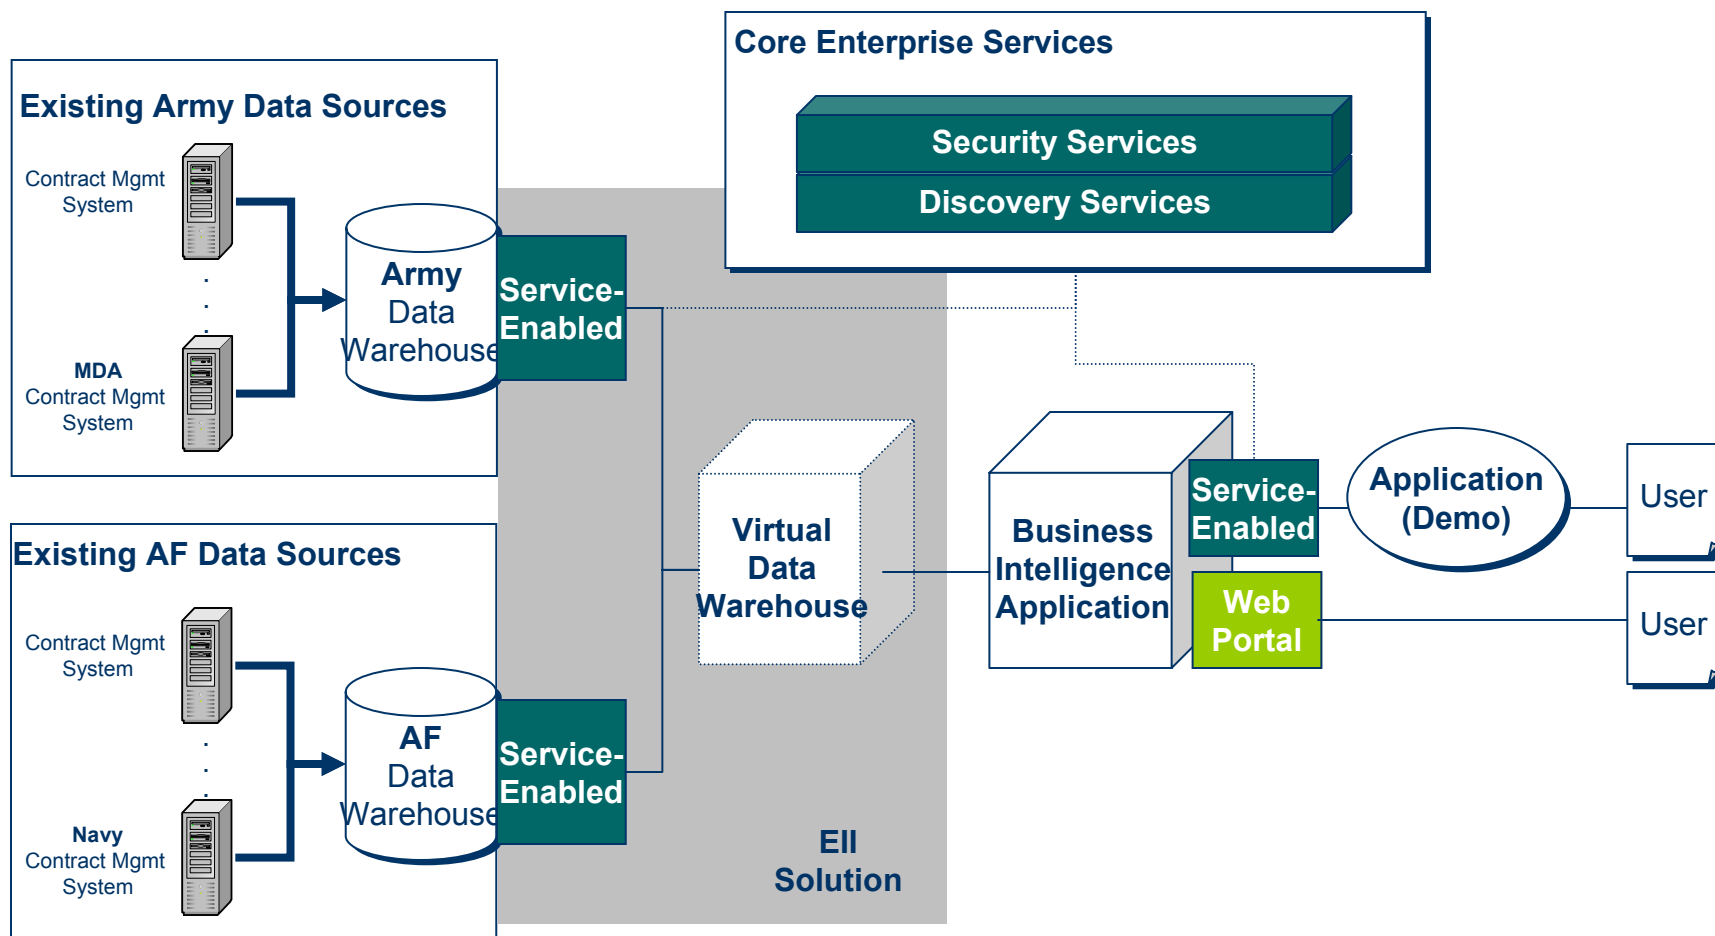 Core Enterprise Services
Security Services
Discovery Services
Existing Army Data Sources
Contract Mgmt
System
.
.
.
MDA
Contract Mgmt
System
Army
Data
Warehouse
Service-
Enabled
Existing AF Data Sources
Contract Mgmt
System
.
.
.
Navy
Contract Mgmt
System
AF
Data
Warehouse
Service-
Enabled
EII
Solution
Virtual
Data
Warehouse
Business
Intelligence
Application
Service-
Enabled
Web
Portal
Application
(Demo)
User
User